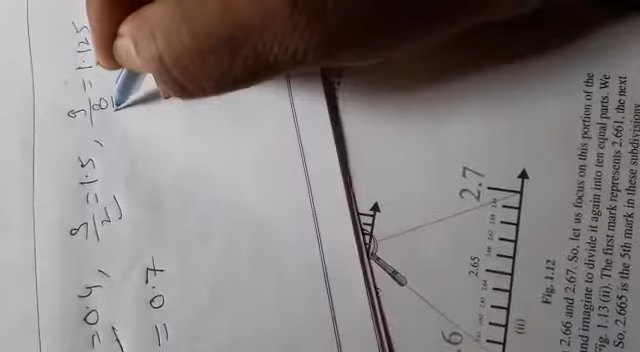 = 0.4, 9/2 = 1.5, 9/8 = 1.125
= 0.7
2.65
2.7
(ii)
Fig. 1.12
2.66 and 2.67. So, let us focus on this portion of the
and imagine to divide it again into ten equal parts. We
Fig. 1.13 (ii). The first mark represents 2.661, the next
So, 2.665 is the 5th mark in these subdivisions